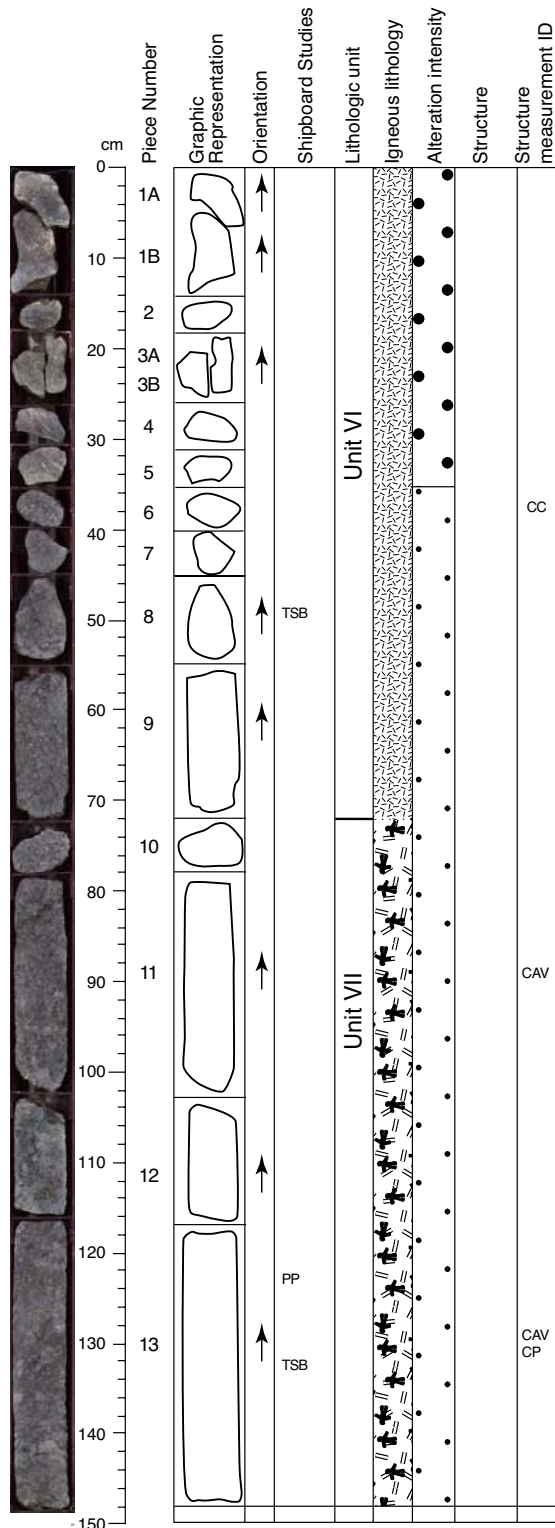 cm
Piece Number
Graphic
Representation
Orientation
Shipboard Studies
Lithologic unit
Igneous lithology
Alteration intensity
Structure
Structure
measurement ID
0
1A
10
1B
2
20
3A
3B
4
30
5
Unit VI
6
CC
40
7
50
8
TSB
60
9
70
10
80
90
11
Unit VII
CAV
100
110
12
120
PP
130
13
TSB
CAV
CP
140
150